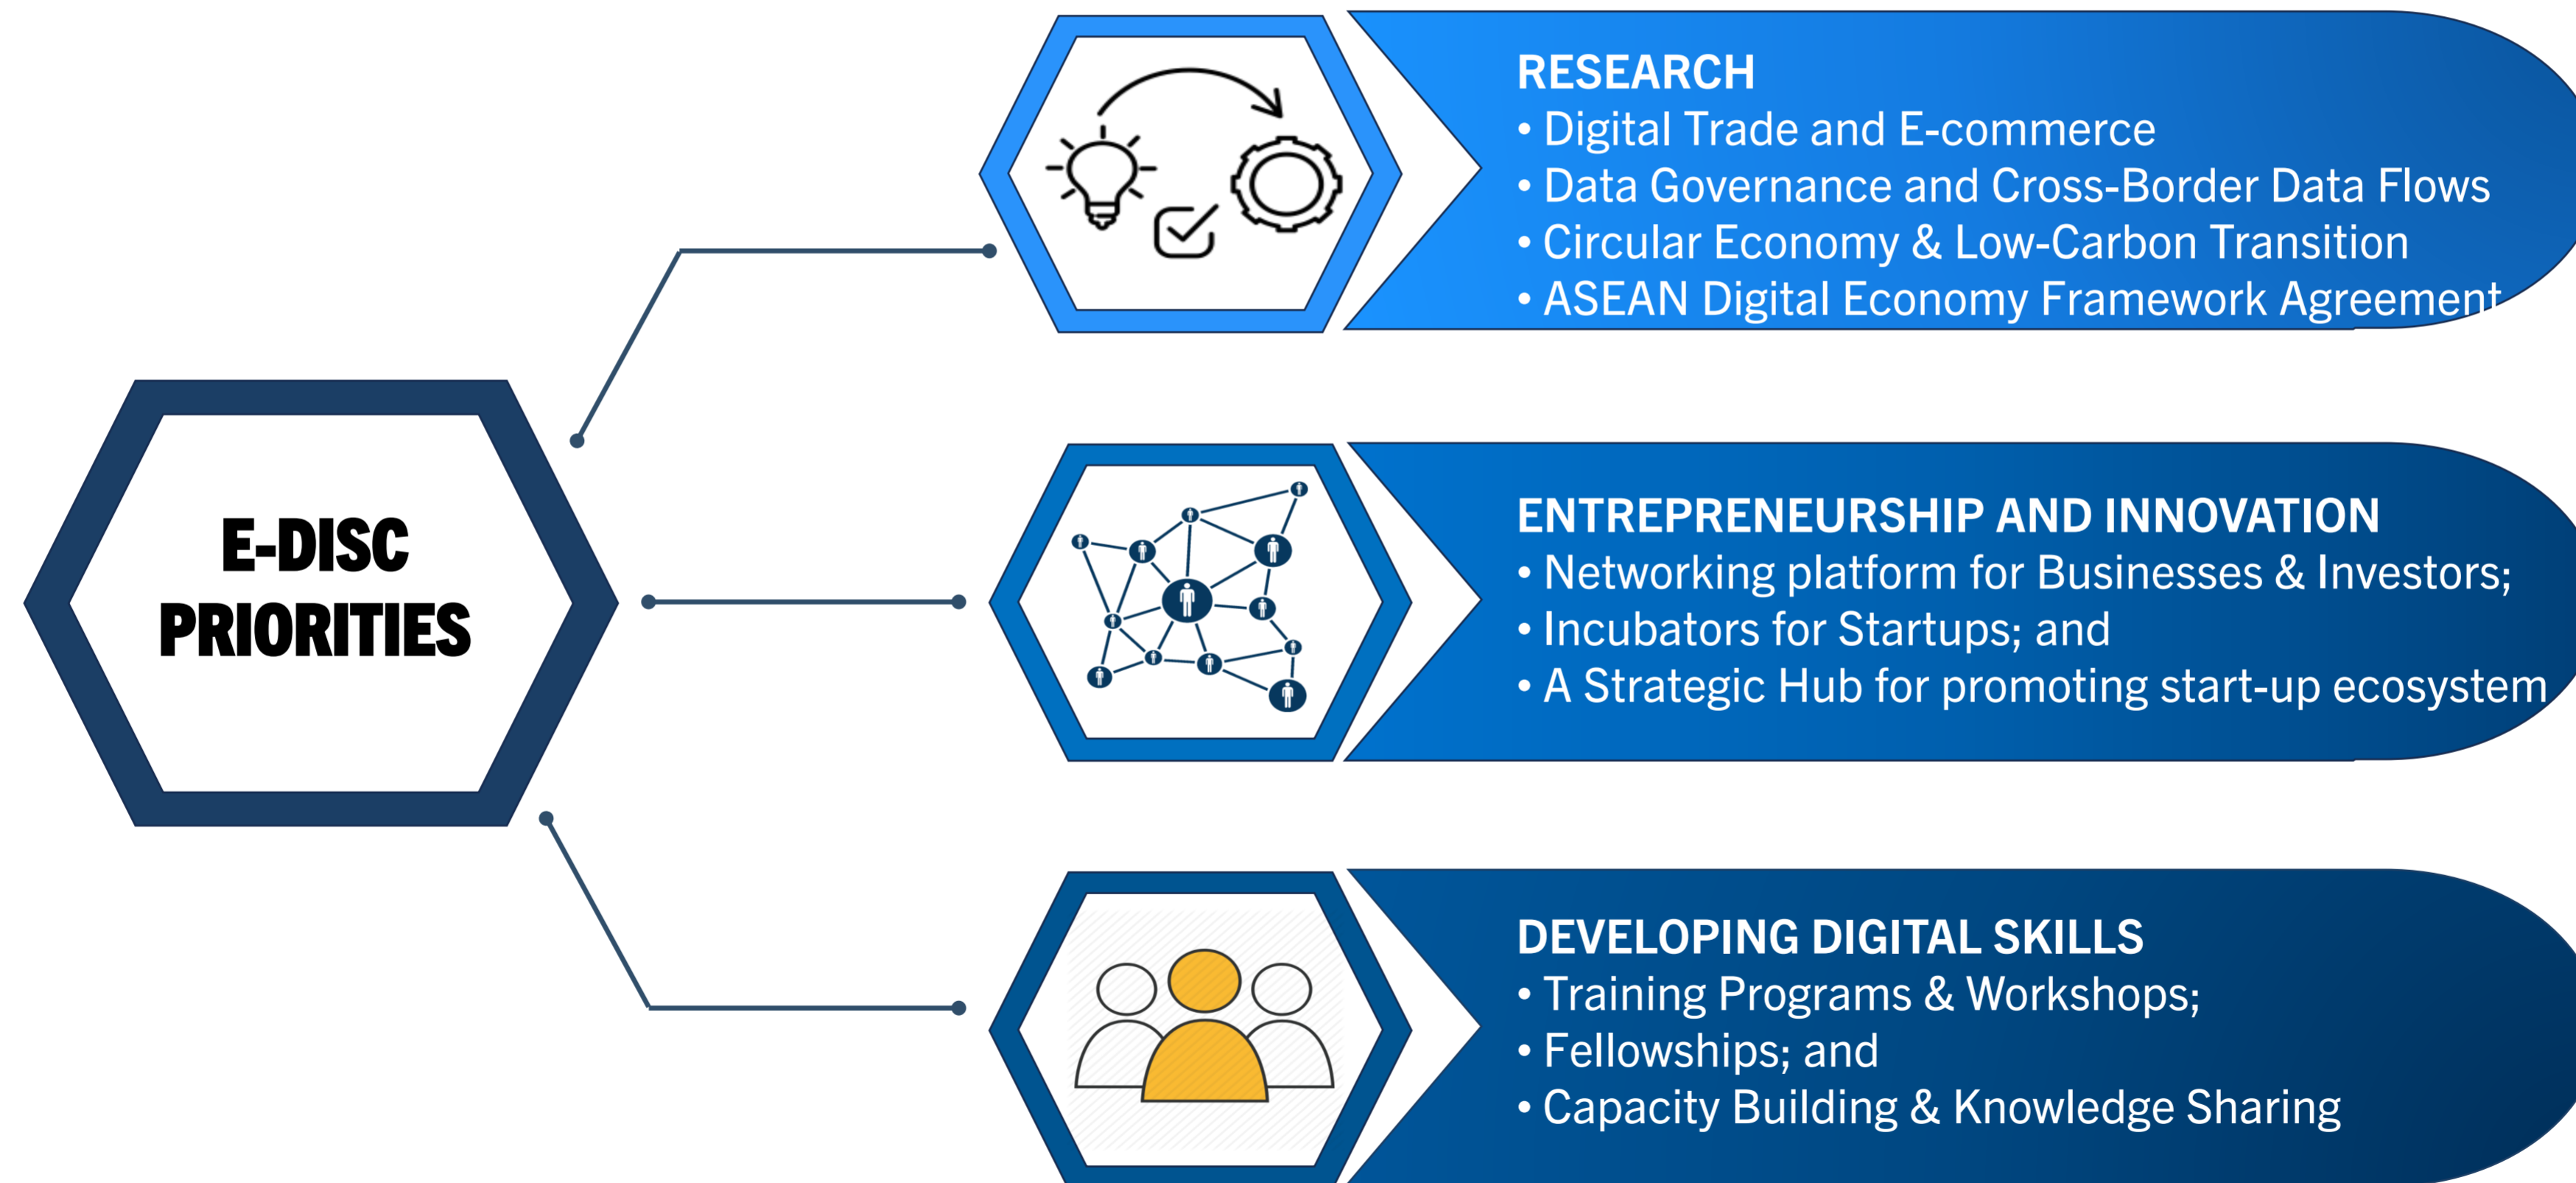 E-DISC
PRIORITIES
RESEARCH
• Digital Trade and E-commerce
• Data Governance and Cross-Border Data Flows
• Circular Economy & Low-Carbon Transition
• ASEAN Digital Economy Framework Agreement
ENTREPRENEURSHIP AND INNOVATION
• Networking platform for Businesses & Investors;
• Incubators for Startups; and
• A Strategic Hub for promoting start-up ecosystem
DEVELOPING DIGITAL SKILLS
• Training Programs & Workshops;
• Fellowships; and
• Capacity Building & Knowledge Sharing